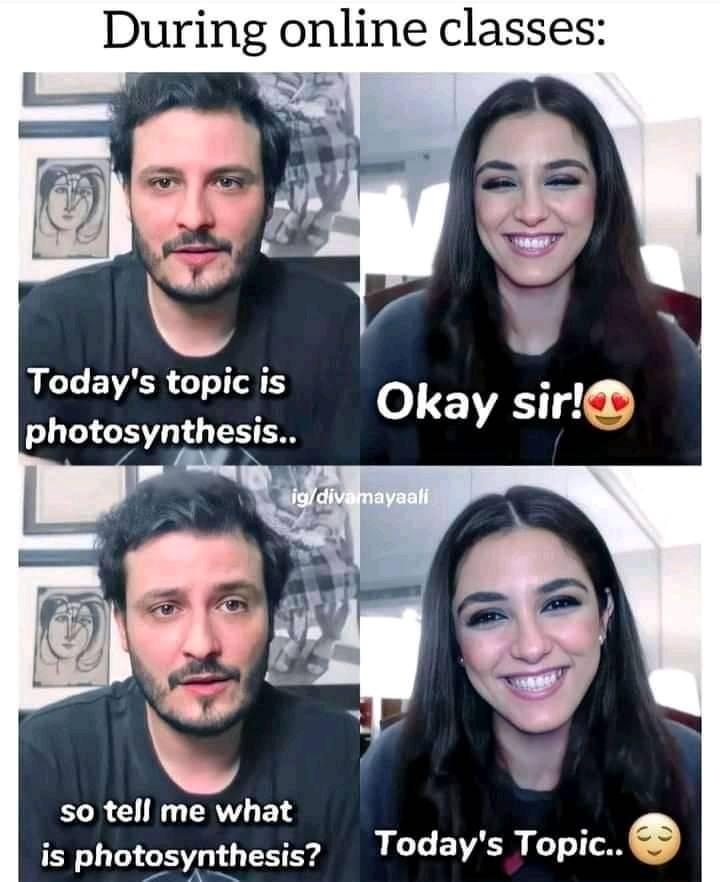 During online classes:
Today's topic is
photosynthesis..
Okay sir!😍
ig/divamayaali
so tell me what
is photosynthesis?
Today's Topic..😌